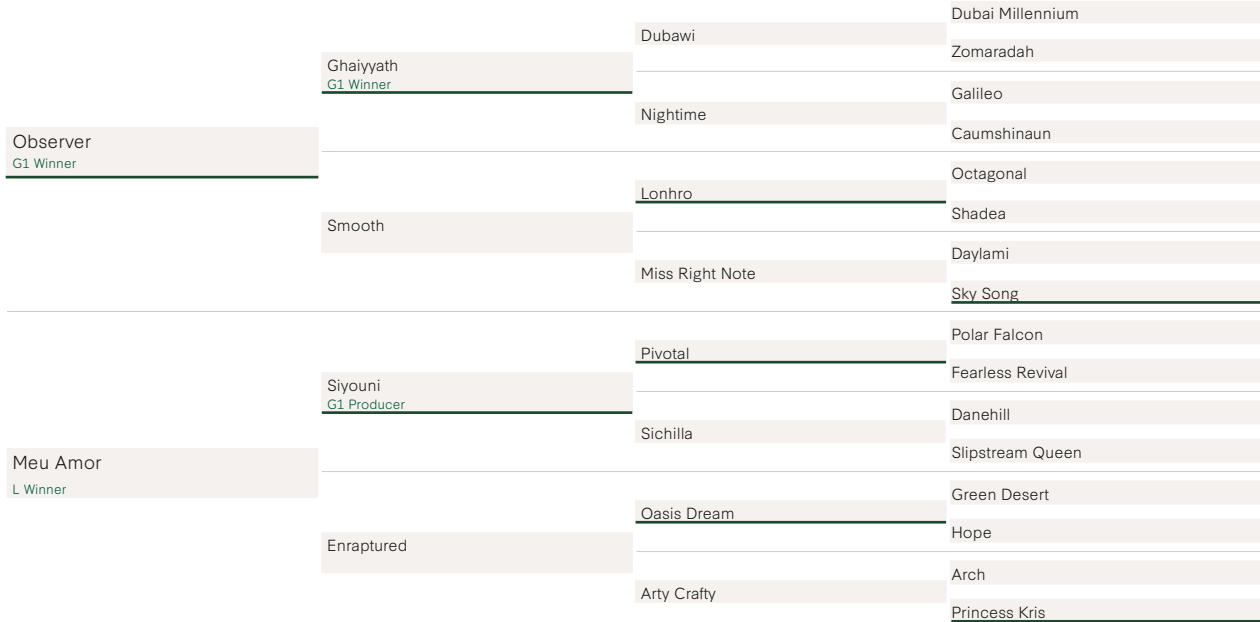 Observer
G1 Winner
Meu Amor
L Winner
Ghaiyyath
G1 Winner
Smooth
Siyouni
G1 Producer
Enraptured
Dubawi
Nightime
Lonhro
Miss Right Note
Pivotal
Sichilla
Oasis Dream
Arty Crafty
Dubai Millennium
Zomaradah
Galileo
Caumshinaun
Octagonal
Shadea
Daylami
Sky Song
Polar Falcon
Fearless Revival
Danehill
Slipstream Queen
Green Desert
Hope
Arch
Princess Kris